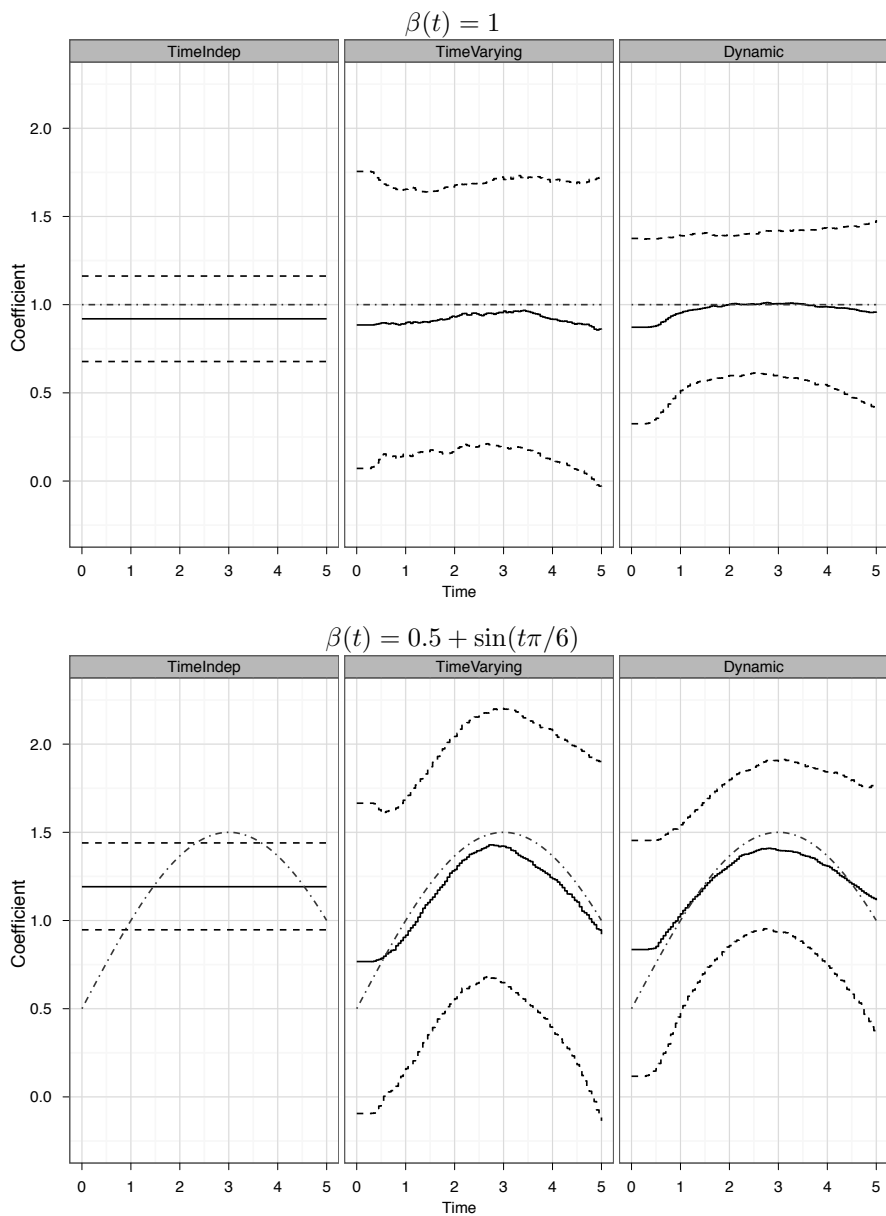 β(t) = 1
TimeIndep TimeVarying Dynamic
2.0
1.5
1.0
0.5
0.0
Coefficient
0 1 2 3 4 5 0 1 2 3 4 5 0 1 2 3 4 5
Time
β(t) = 0.5 + sin(tπ/6)
TimeIndep TimeVarying Dynamic
2.0
1.5
1.0
0.5
0.0
Coefficient
0 1 2 3 4 5 0 1 2 3 4 5 0 1 2 3 4 5
Time